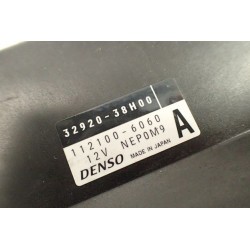 32920-38H00
112100-6060 A
12V NEP0M9
DENSO MADE IN JAPAN